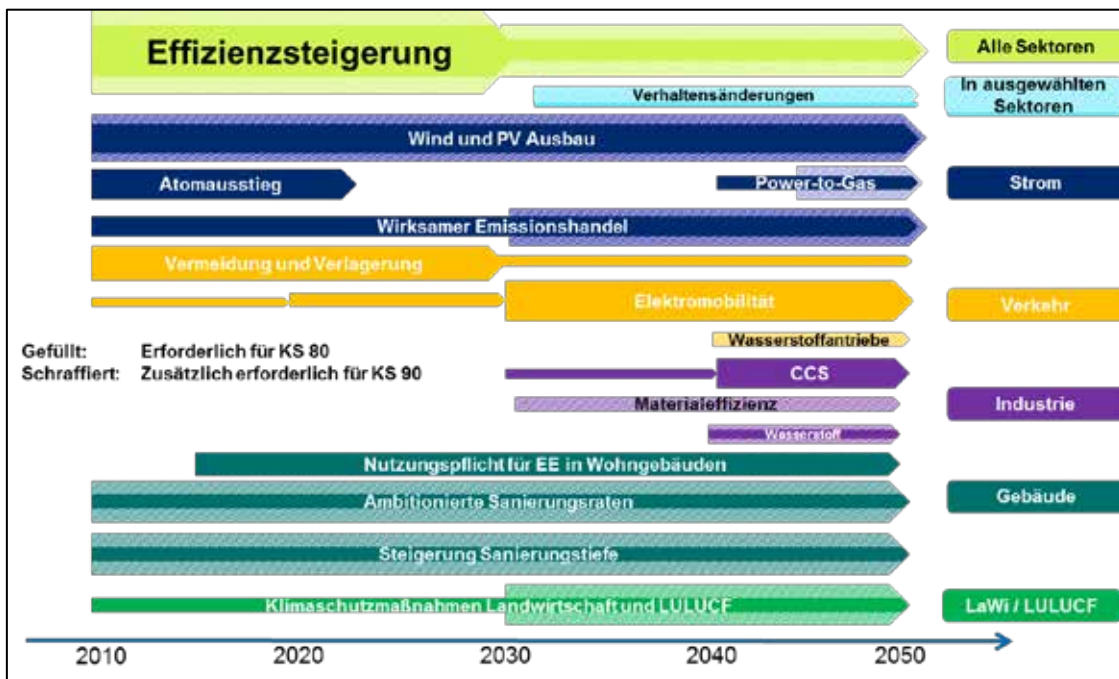 Effizienzsteigerung
Alle Sektoren
Verhaltensänderungen
In ausgewählten
Sektoren
Wind und PV Ausbau
Atomausstieg
Power-to-Gas
Strom
Wirksamer Emissionshandel
Vermeidung und Verlagerung
Elektromobilität
Verkehr
Wasserstoffantriebe
Gefüllt: Erforderlich für KS 80
Schraffiert: Zusätzlich erforderlich für KS 90
CCS
Materialeffizienz
Industrie
Wasserstoff
Nutzungspflicht für EE in Wohngebäuden
Ambitionierte Sanierungsraten
Gebäude
Steigerung Sanierungstiefe
Klimaschutzmaßnahmen Landwirtschaft und LULUCF
LaWi / LULUCF
2010 2020 2030 2040 2050